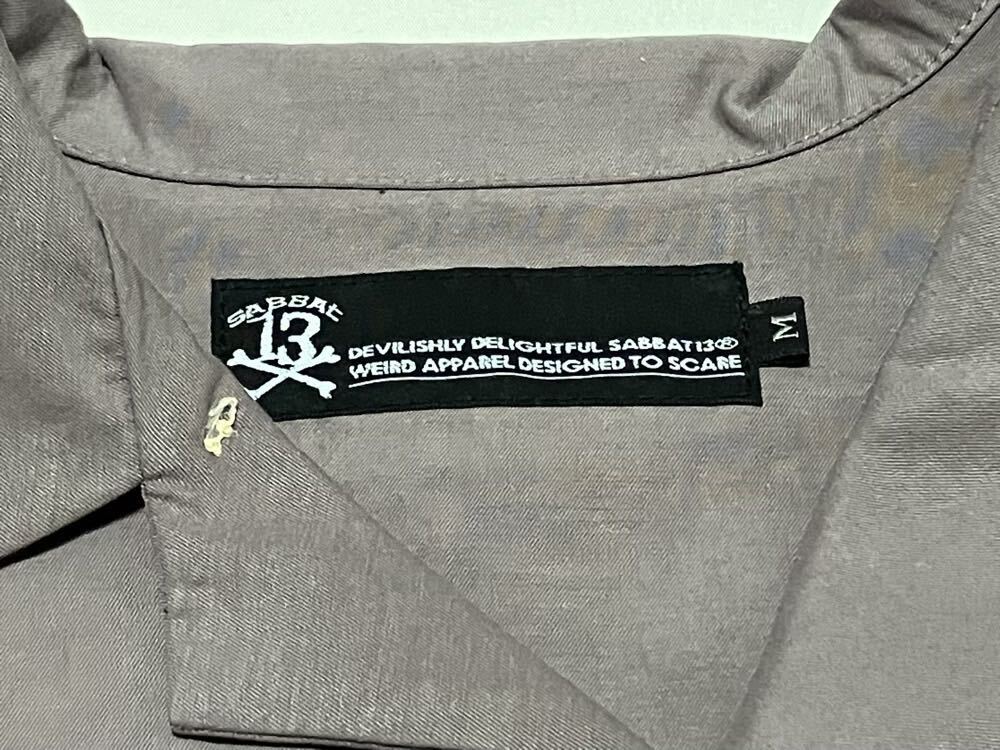 SABBAT
13
DEVILISHLY DELIGHTFUL SABBAT13®
WEIRD APPAREL DESIGNED TO SCARE
M